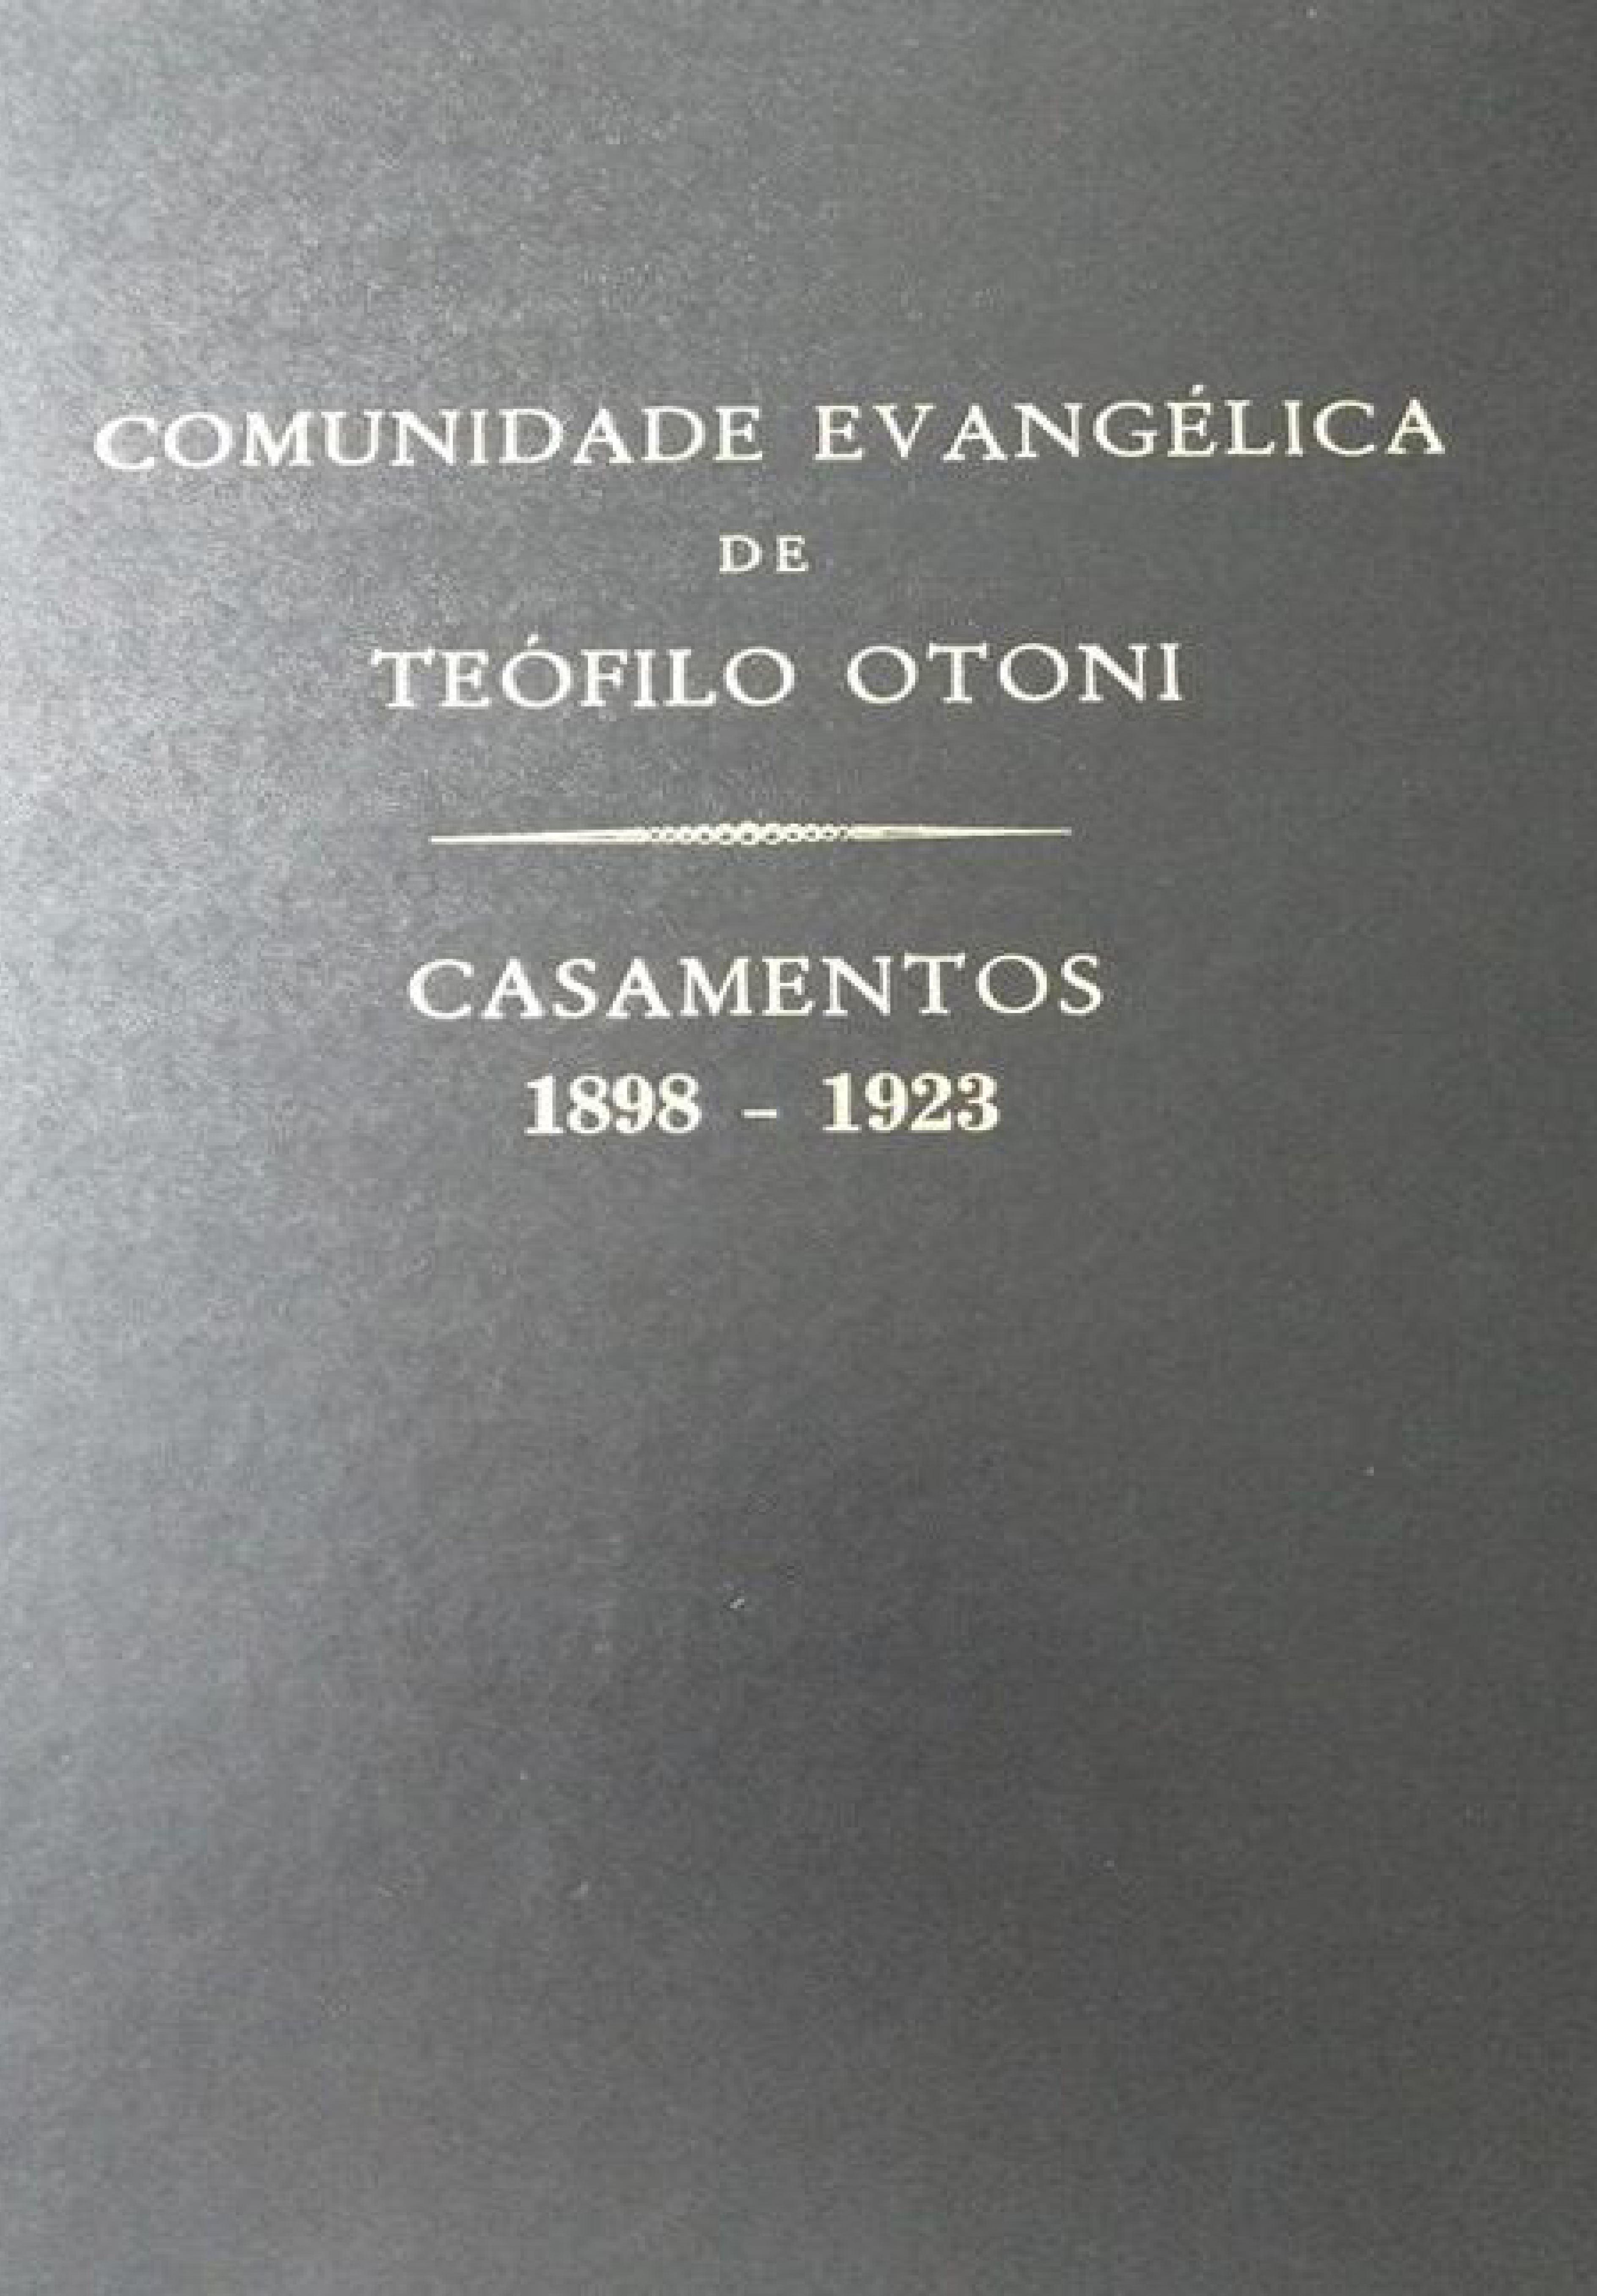 COMUNIDADE EVANGÉLICA
DE
TEÓFILO OTONI
CASAMENTOS
1898 - 1923